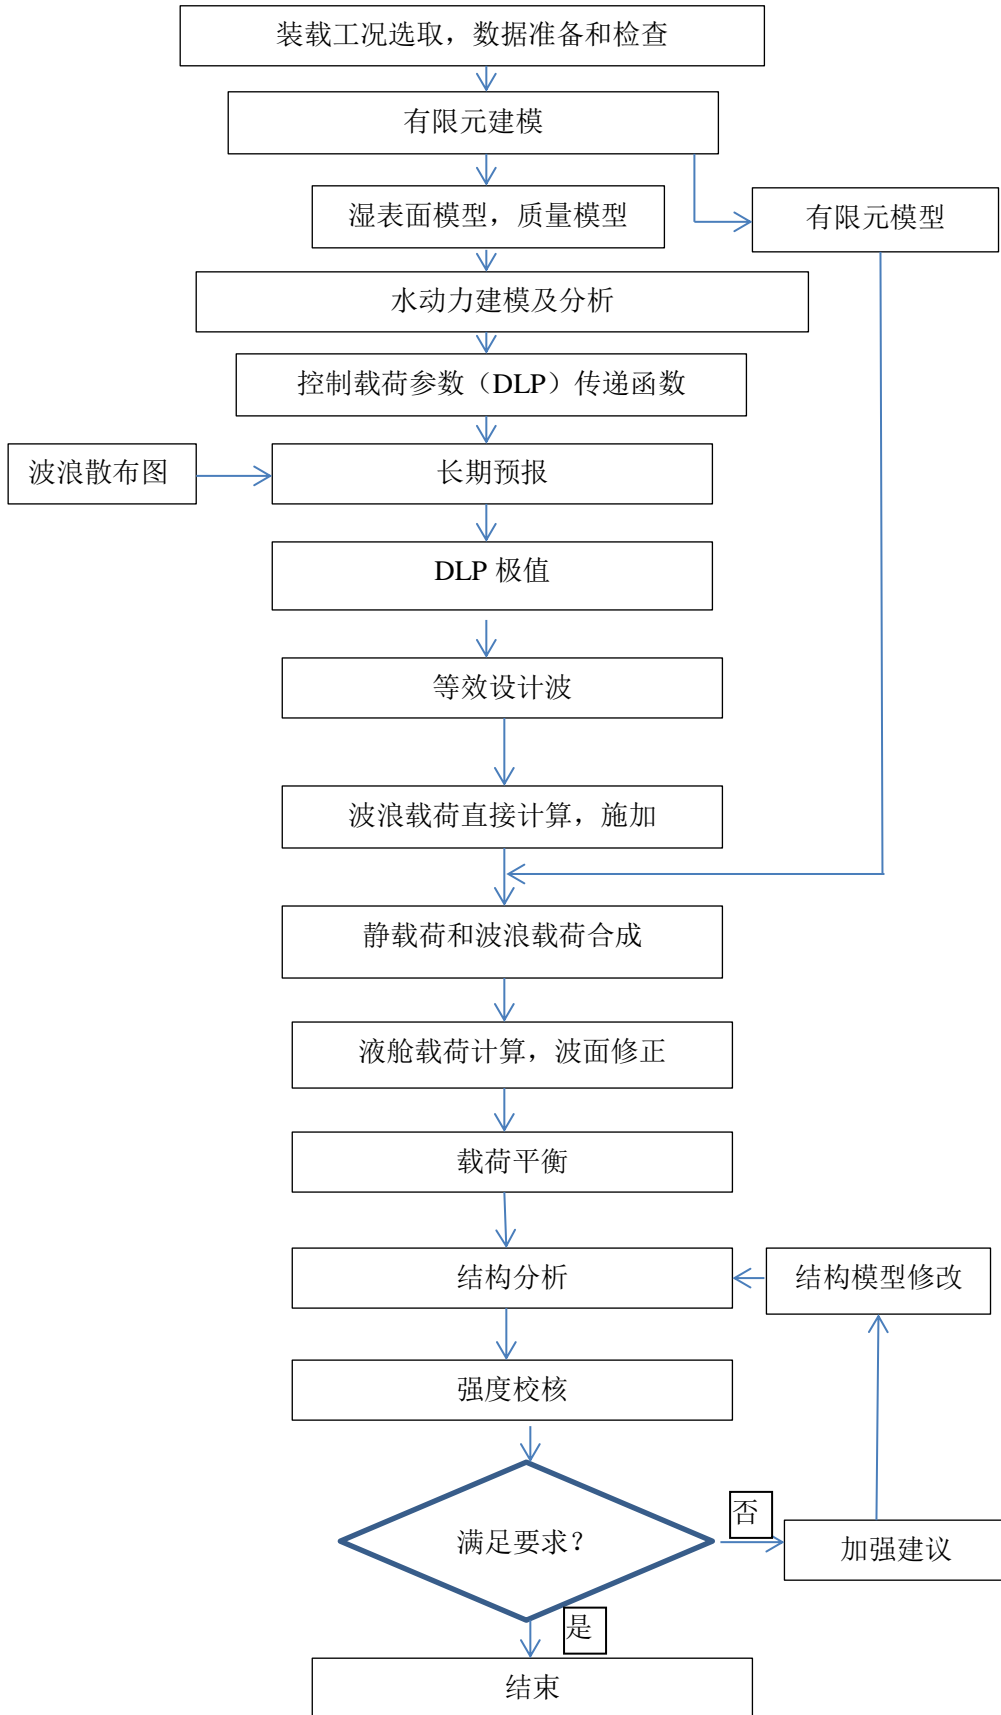 装载工况选取，数据准备和检查
有限元建模
湿表面模型，质量模型
有限元模型
水动力建模及分析
控制载荷参数（DLP）传递函数
波浪散布图
长期预报
DLP 极值
等效设计波
波浪载荷直接计算，施加
静载荷和波浪载荷合成
液舱载荷计算，波面修正
载荷平衡
结构分析
结构模型修改
强度校核
满足要求？
否
加强建议
是
结束